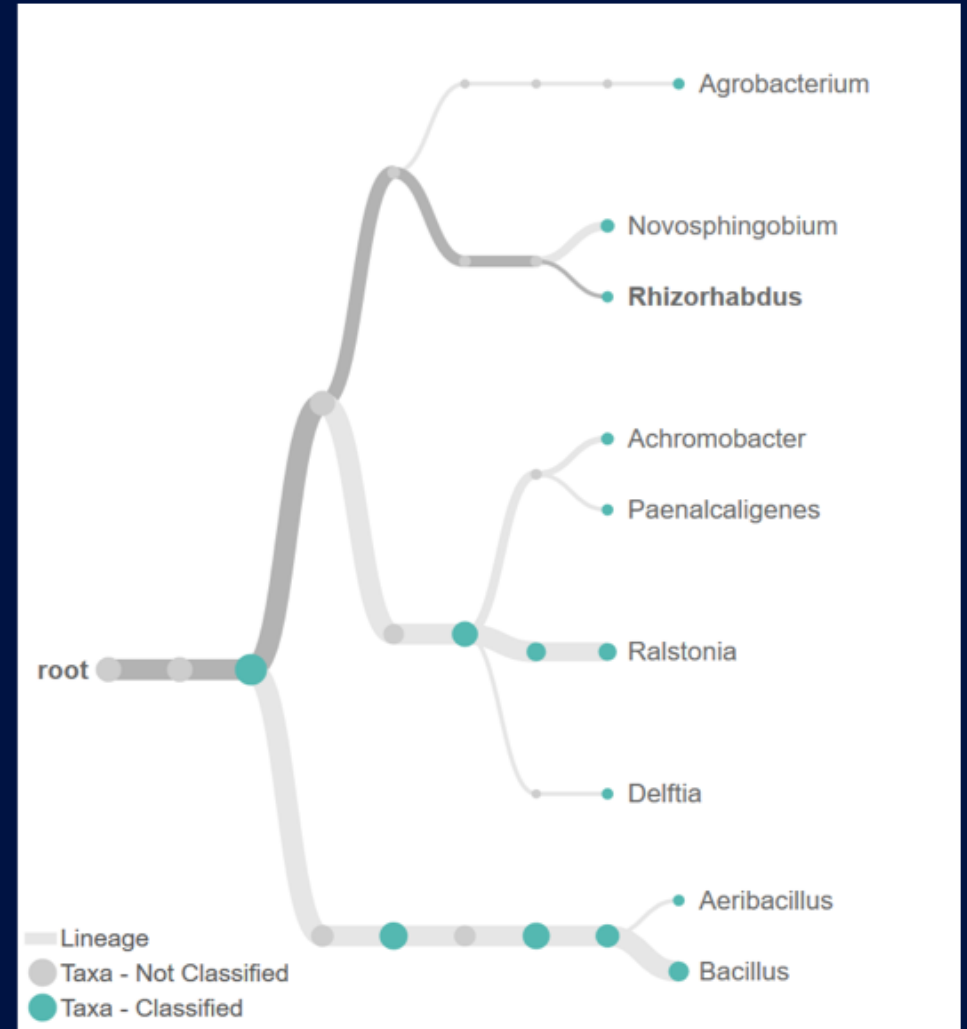 Agrobacterium
Novosphingobium
Rhizorhabdus
Achromobacter
Paenalcaligenes
root
Ralstonia
Delftia
Aeribacillus
Lineage
Taxa - Not Classified
Bacillus
Taxa - Classified